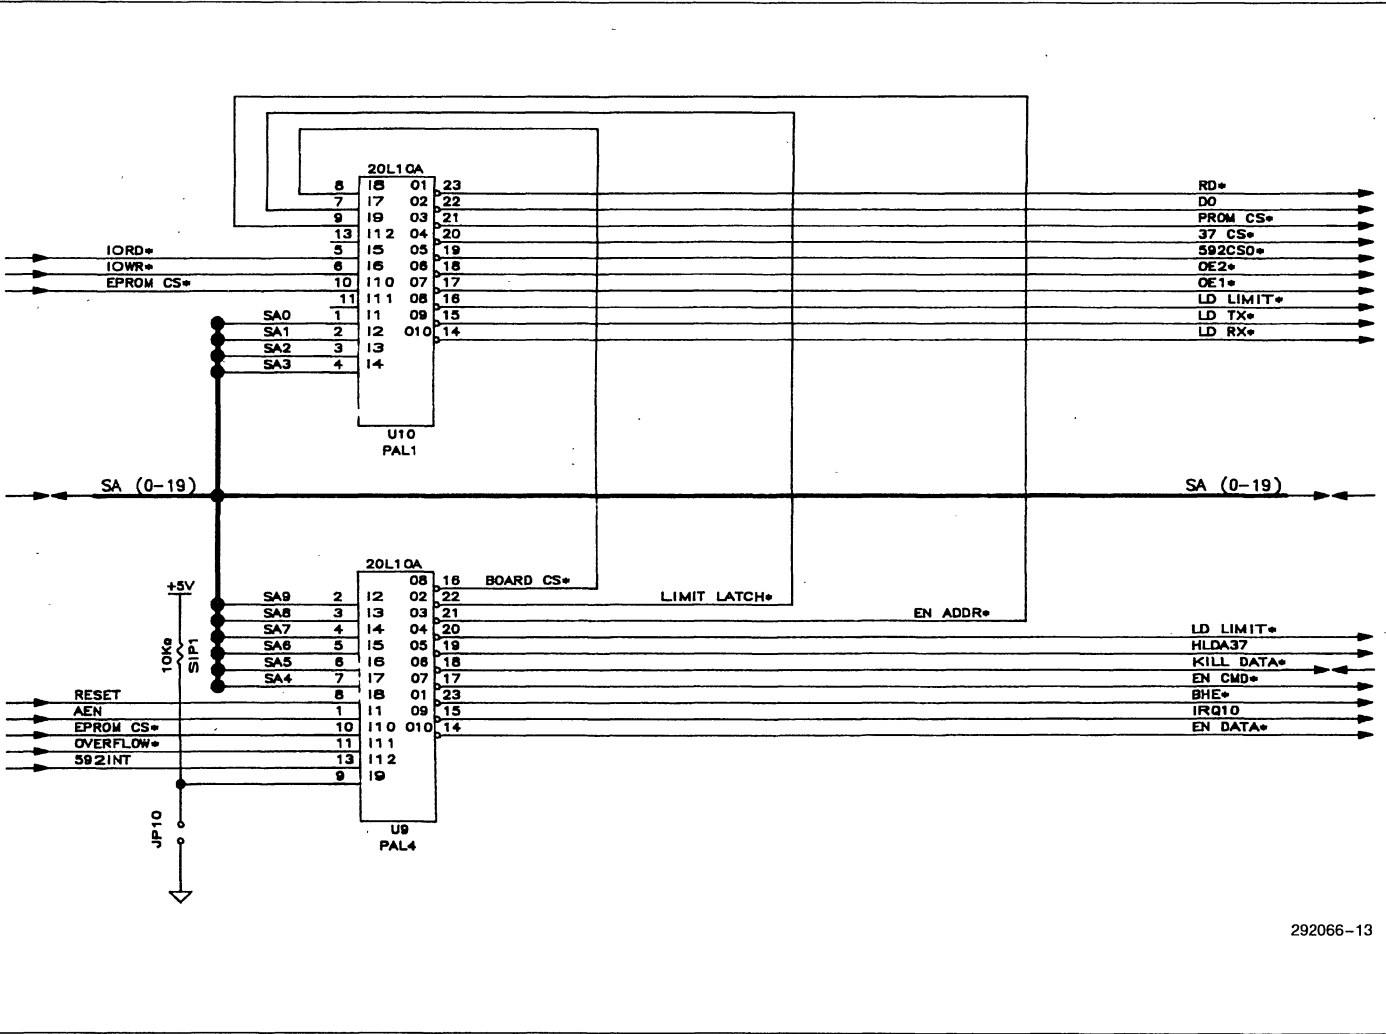 20L10A
8 I8 O1 23 RD*
7 I7 O2 22 DO
9 I9 O3 21 PROM CS*
13 I12 O4 20 37 CS*
IORD* 5 I5 O5 19 592CS0*
IOWR* 6 I6 O6 18 OE2*
EPROM CS* 10 I10 O7 17 OE1*
11 I11 O8 16 LD LIMIT*
SA0 1 I1 O9 15 LD TX*
SA1 2 I2 O10 14 LD RX*
SA2 3 I3
SA3 4 I4
U10
PAL1
SA (0-19) SA (0-19)
20L10A
O8 16 BOARD CS*
+5V
SA9 2 I2 O2 22 LIMIT LATCH*
SA8 3 I3 O3 21 EN ADDR*
SA7 4 I4 O4 20 LD LIMIT*
SA6 5 I5 O5 19 HLDA37
SA5 6 I6 O6 18 KILL DATA*
SA4 7 I7 O7 17 EN CMD*
10KΩ
SIP1
RESET 8 I8 O1 23 BHE*
AEN 1 I1 O9 15 IRQ10
EPROM CS* 10 I10 O10 14 EN DATA*
OVERFLOW* 11 I11
592INT 13 I12
9 I9
JP10
U9
PAL4
292066-13